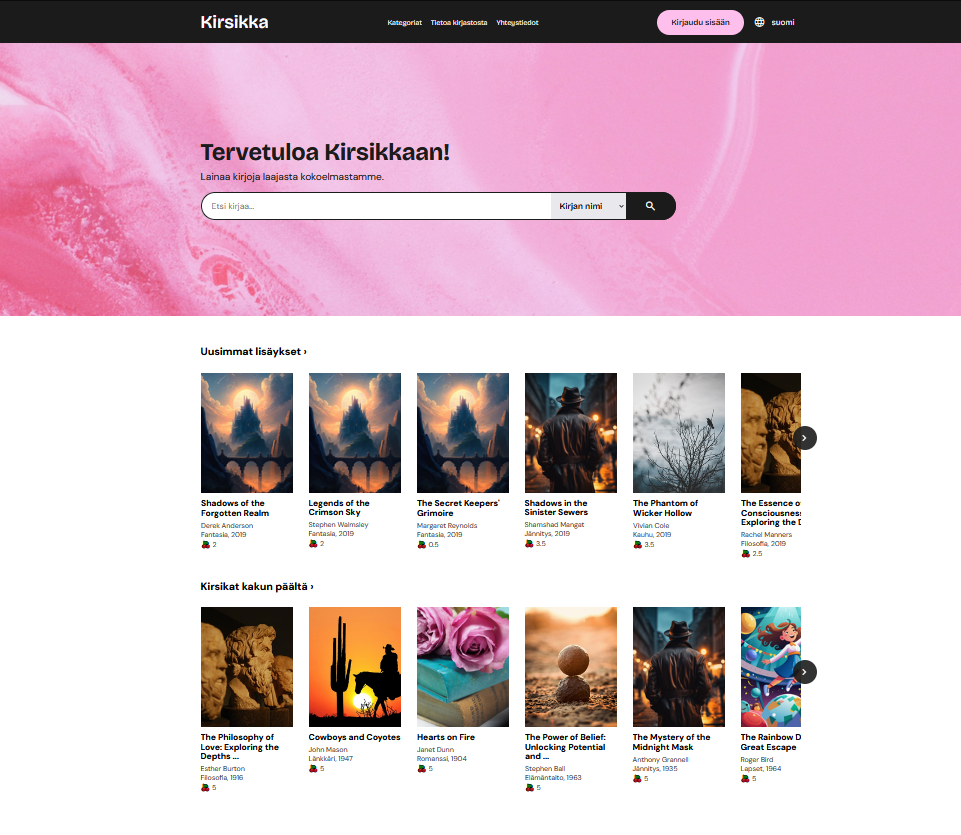 Kirsikka
Kategoriat Tietoa kirjastosta Yhteystiedot
Kirjaudu sisään
suomi
Tervetuloa Kirsikkaan!
Lainaa kirjoja laajasta kokoelmastamme.
Etsi kirjaa...
Kirjan nimi
Uusimmat lisäykset ›
Shadows of the
Forgotten Realm
Derek Anderson
Fantasia, 2019
2
Legends of the
Crimson Sky
Stephen Walmsley
Fantasia, 2019
2
The Secret Keepers'
Grimoire
Margaret Reynolds
Fantasia, 2019
0.5
Shadows in the
Sinister Sewers
Shamshad Mangat
Jännitys, 2019
3.5
The Phantom of
Wicker Hollow
Vivian Cole
Kauhu, 2019
3.5
The Essence o
Consciousness
Exploring the D
Rachel Manners
Filosofia, 2019
2.5
Kirsikat kakun päältä ›
The Philosophy of
Love: Exploring the
Depths ...
Esther Burton
Filosofia, 1916
5
Cowboys and Coyotes
John Mason
Länkkäri, 1947
5
Hearts on Fire
Janet Dunn
Romanssi, 1904
5
The Power of Belief:
Unlocking Potential
and ...
Stephen Ball
Elämäntaito, 1963
5
The Mystery of the
Midnight Mask
Anthony Grannell
Jännitys, 1935
5
The Rainbow D
Great Escape
Roger Bird
Lapset, 1964
5